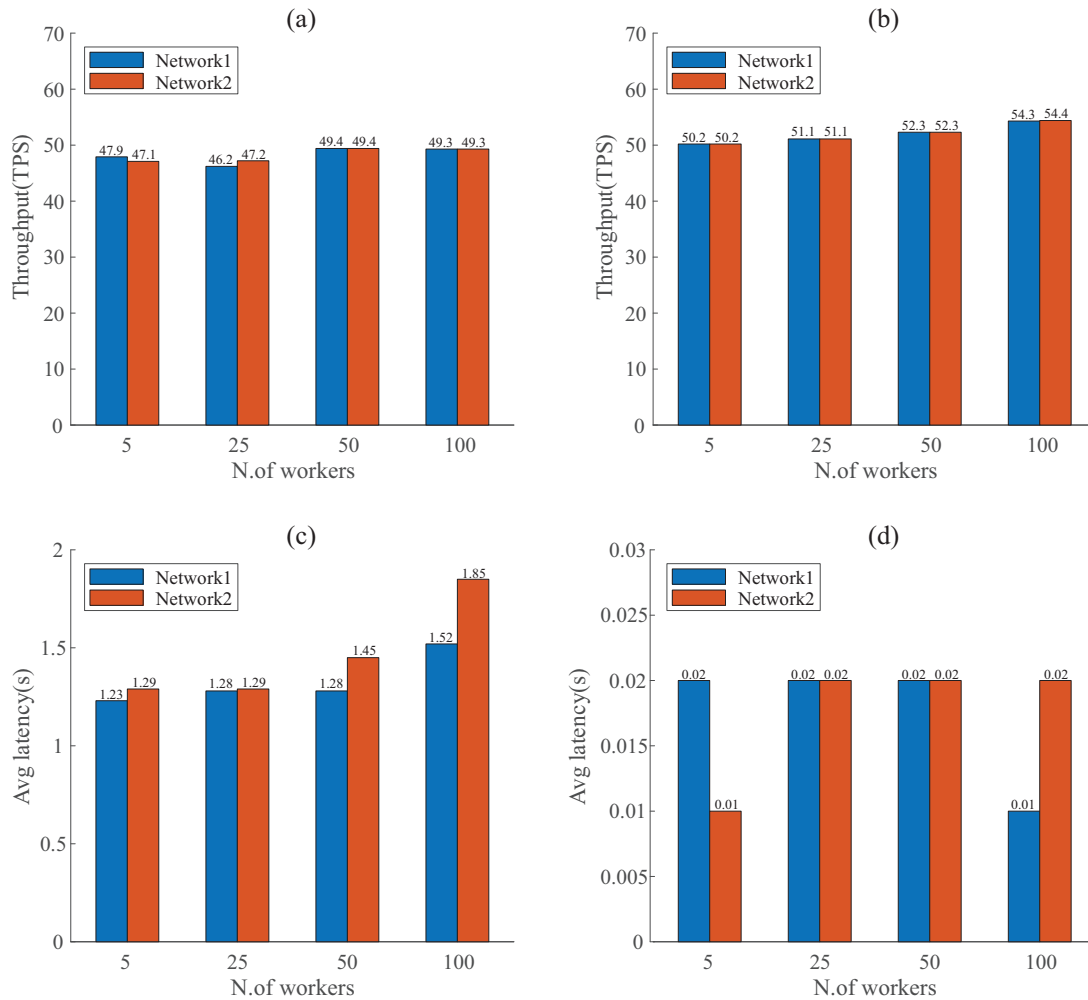 (a)
70
60
50
40
30
20
10
0
Throughput(TPS)
Network1
Network2
47.9 47.1 46.2 47.2 49.4 49.4 49.3 49.3
5 25 50 100
N.of workers
(b)
70
60
50
40
30
20
10
0
Throughput(TPS)
Network1
Network2
50.2 50.2 51.1 51.1 52.3 52.3 54.3 54.4
5 25 50 100
N.of workers
(c)
2
1.5
1
0.5
0
Avg latency(s)
Network1
Network2
1.23 1.29 1.28 1.29 1.28 1.45 1.52 1.85
5 25 50 100
N.of workers
(d)
0.03
0.025
0.02
0.015
0.01
0.005
0
Avg latency(s)
Network1
Network2
0.02 0.01 0.02 0.02 0.02 0.02 0.01 0.02
5 25 50 100
N.of workers